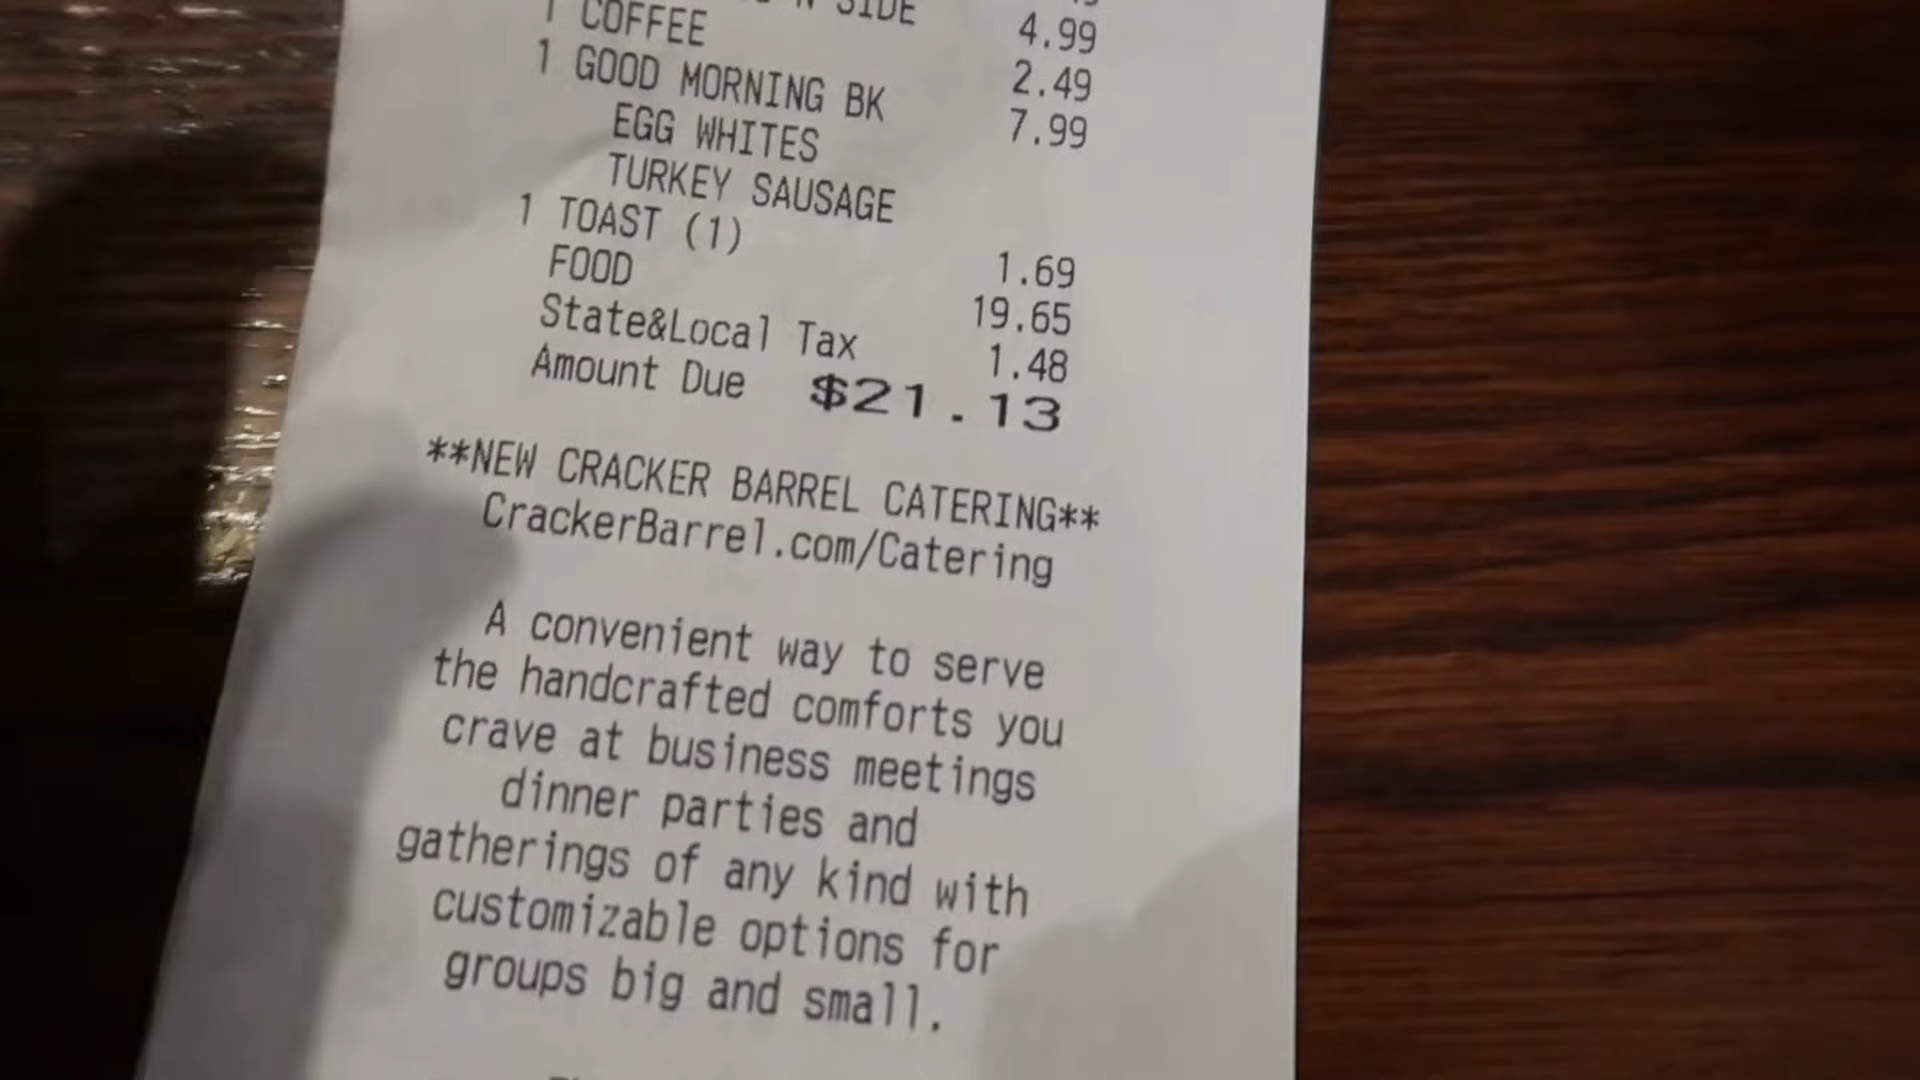 N SIDE 4.99
1 COFFEE 2.49
1 GOOD MORNING BK 7.99
EGG WHITES
TURKEY SAUSAGE
1 TOAST (1) 1.69
FOOD 19.65
State&Local Tax 1.48
Amount Due $21.13
**NEW CRACKER BARREL CATERING**
CrackerBarrel.com/Catering
A convenient way to serve
the handcrafted comforts you
crave at business meetings
dinner parties and
gatherings of any kind with
customizable options for
groups big and small.